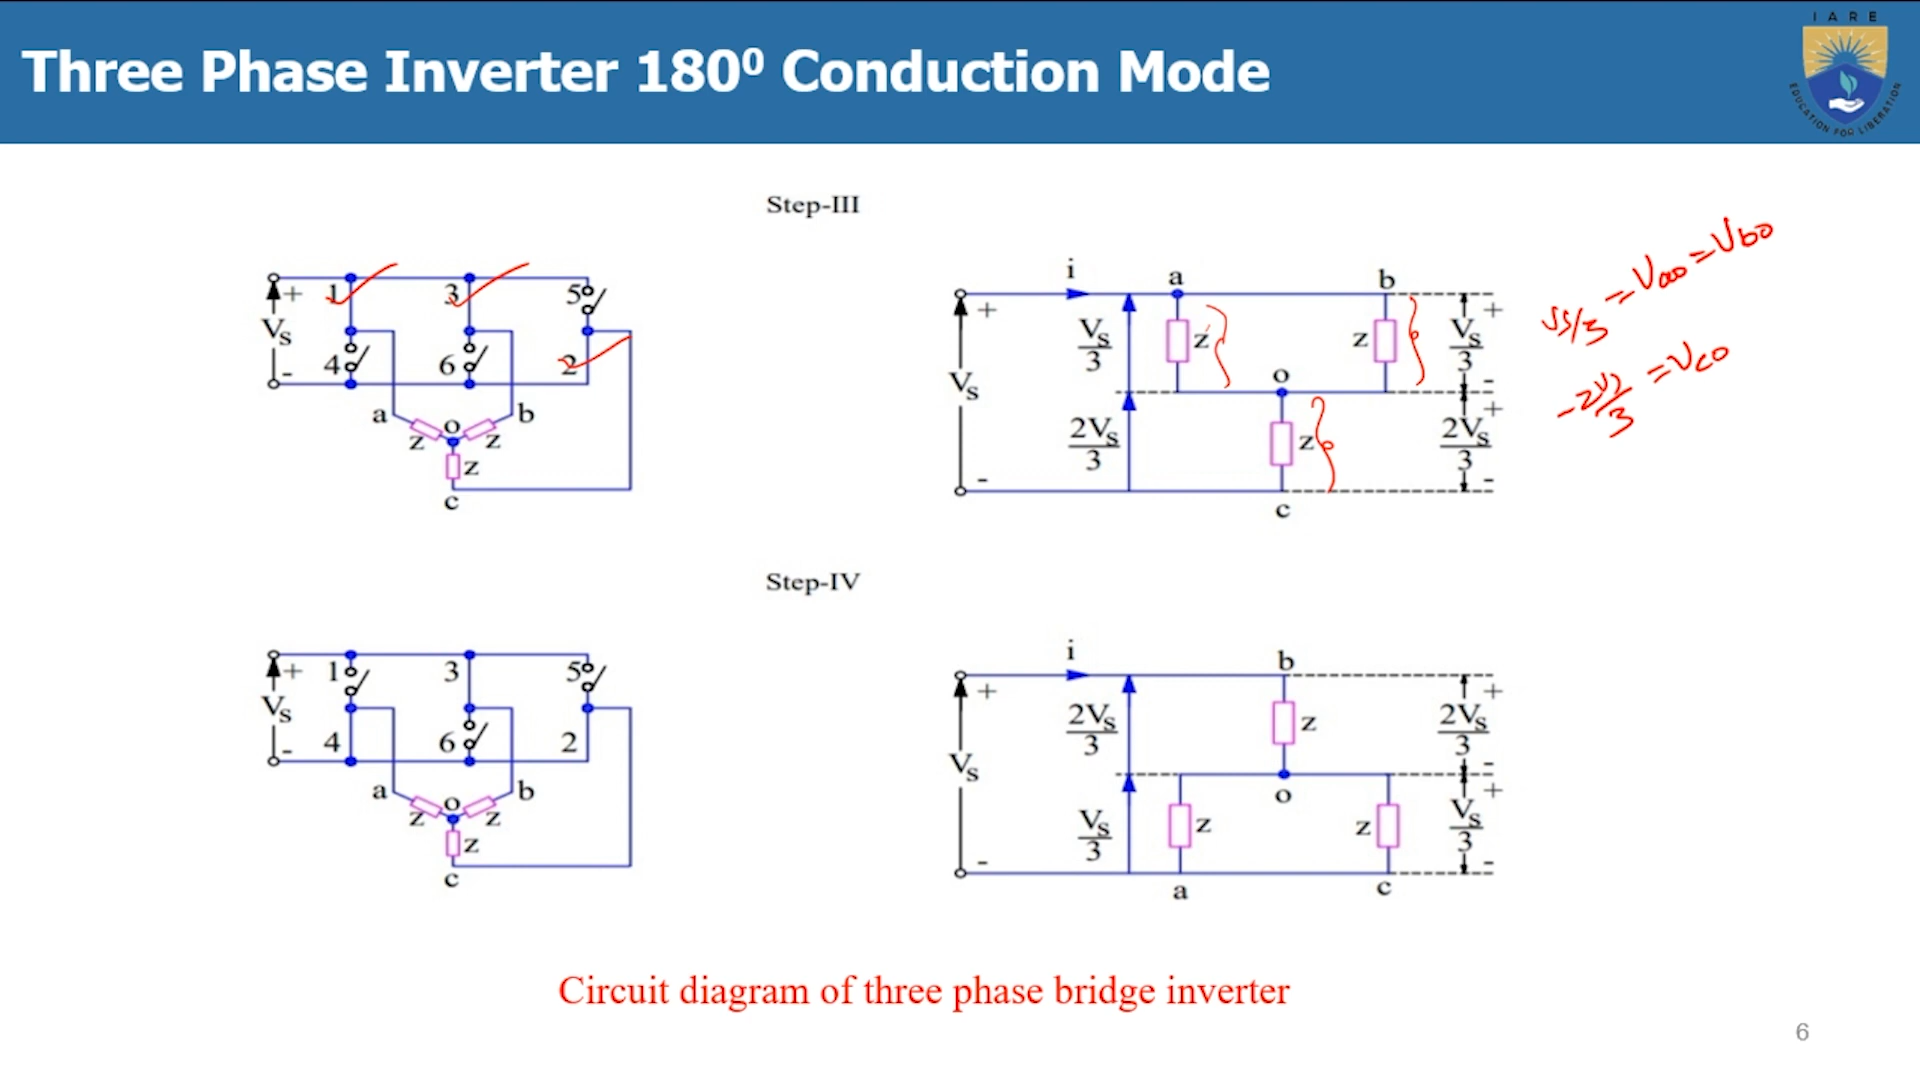 I A R E
EDUCATION FOR LIBERATION
Three Phase Inverter 180⁰ Conduction Mode
Step-III
+ 1 3 5
Vs
- 4 6 2
a o b
z z
z
c
i a b
+ Vs/3 z z Vs/3 +
Vs o -
2Vs/3 z 2Vs/3 +
- -
c
Vs/3 = Vao = Vbo
-2Vs/3 = Vco
Step-IV
+ 1 3 5
Vs
- 4 6 2
a o b
z z
z
c
i b
+ 2Vs/3 z 2Vs/3 +
Vs o -
Vs/3 z z Vs/3 +
- -
a c
Circuit diagram of three phase bridge inverter
6